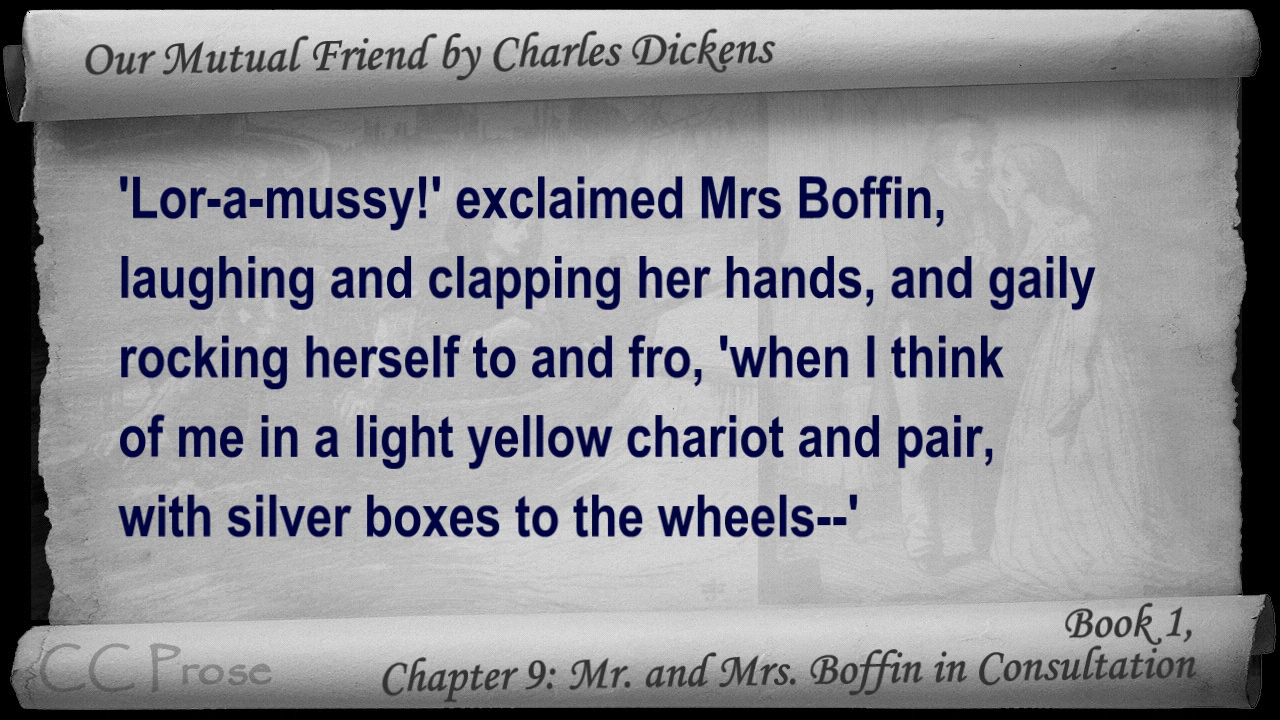 Our Mutual Friend by Charles Dickens
'Lor-a-mussy!' exclaimed Mrs Boffin,
laughing and clapping her hands, and gaily
rocking herself to and fro, 'when I think
of me in a light yellow chariot and pair,
with silver boxes to the wheels--'
Book 1,
Chapter 9: Mr. and Mrs. Boffin in Consultation
CC Prose